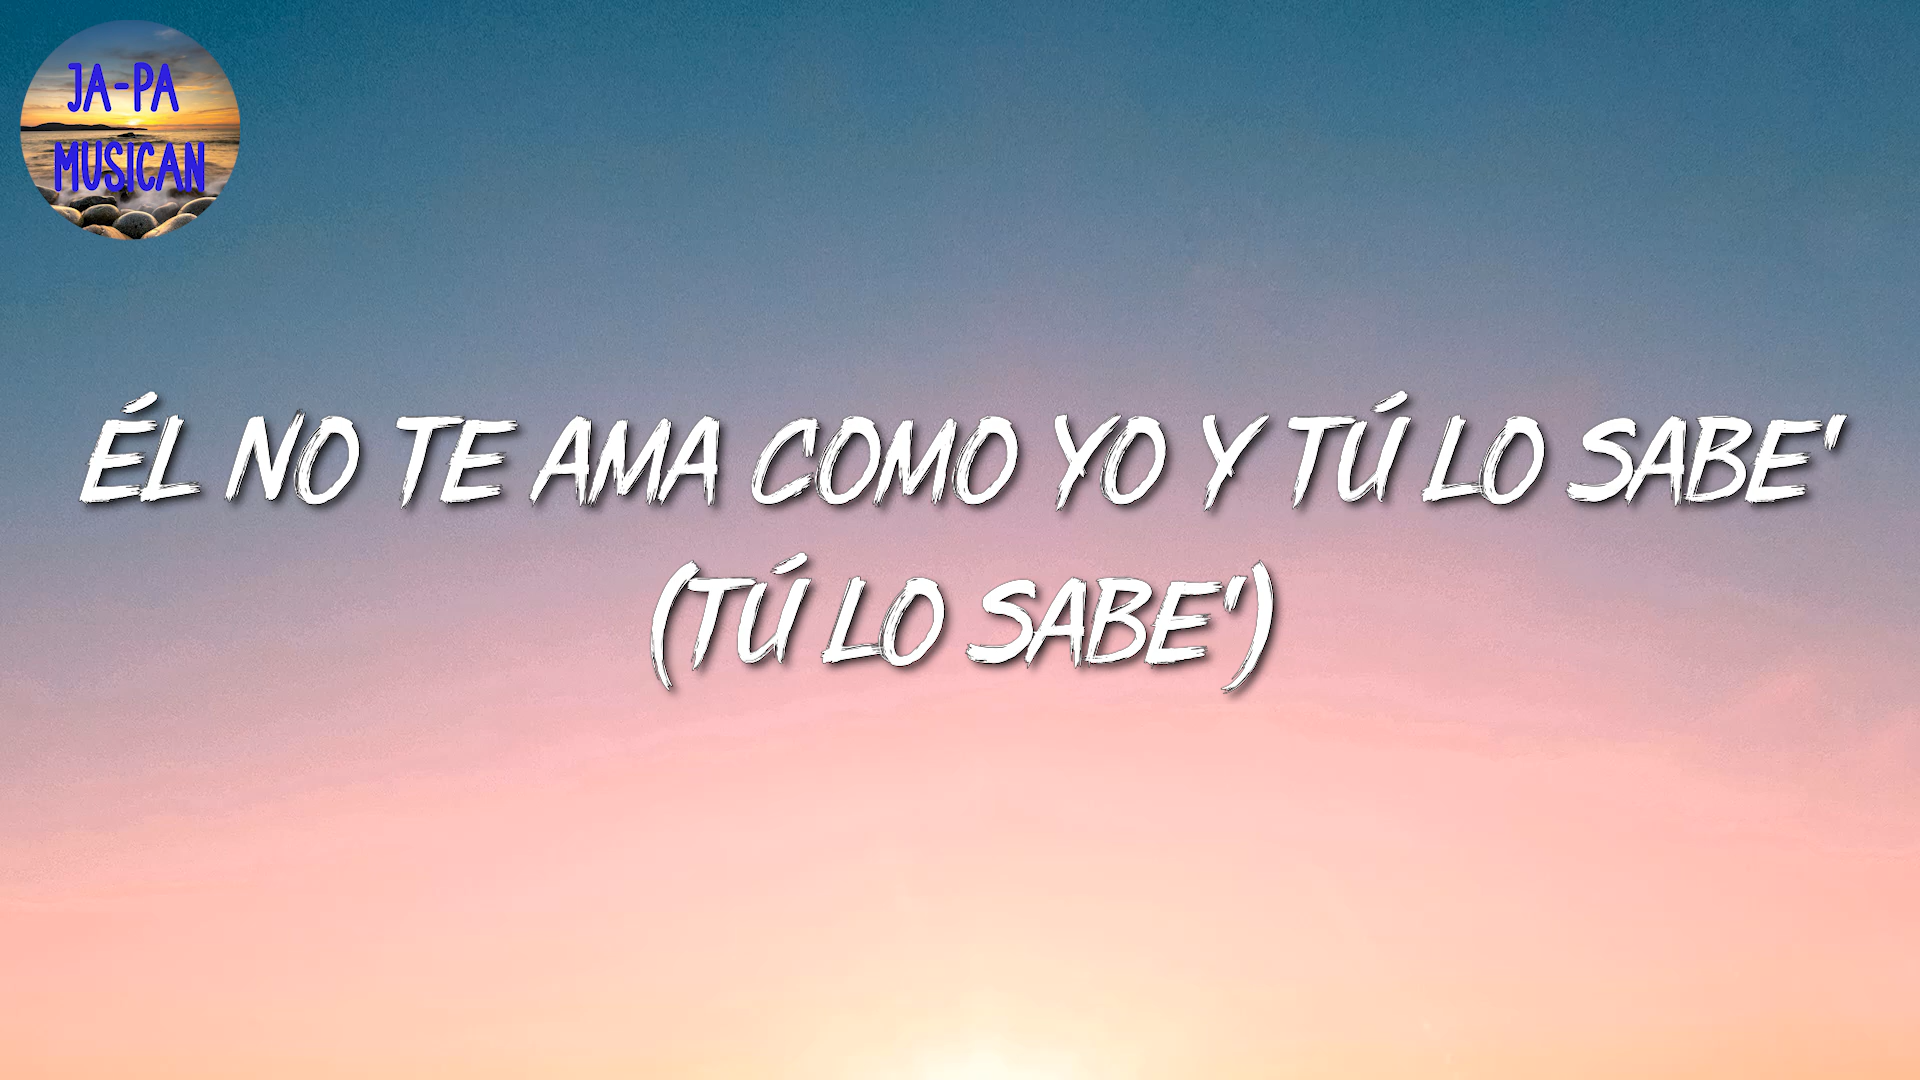 JA-PA
MUSICAN
ÉL NO TE AMA COMO YO Y TÚ LO SABE'
(TÚ LO SABE')